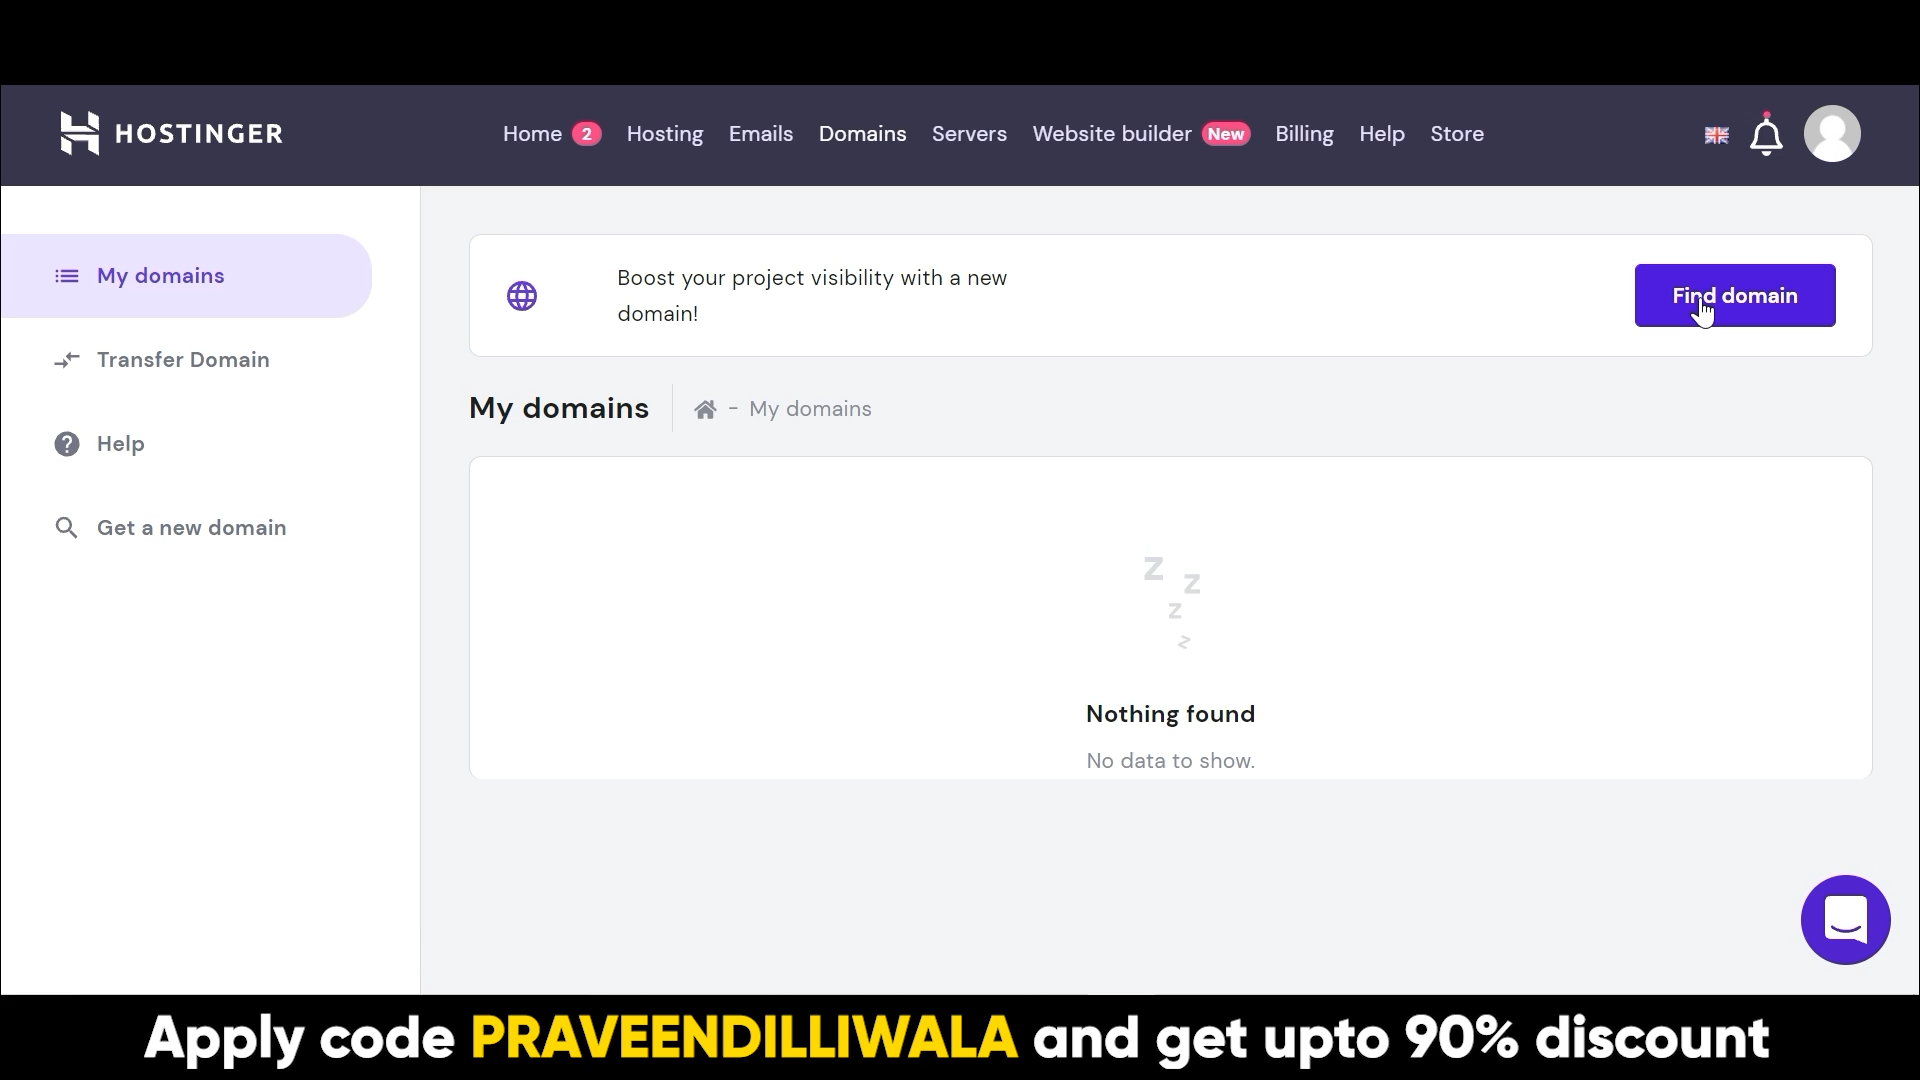 HOSTINGER
Home 2 Hosting Emails Domains Servers Website builder New Billing Help Store
My domains
Transfer Domain
Help
Get a new domain
Boost your project visibility with a new
domain!
Find domain
My domains - My domains
z
z
z
z
Nothing found
No data to show.
Apply code PRAVEENDILLIWALA and get upto 90% discount